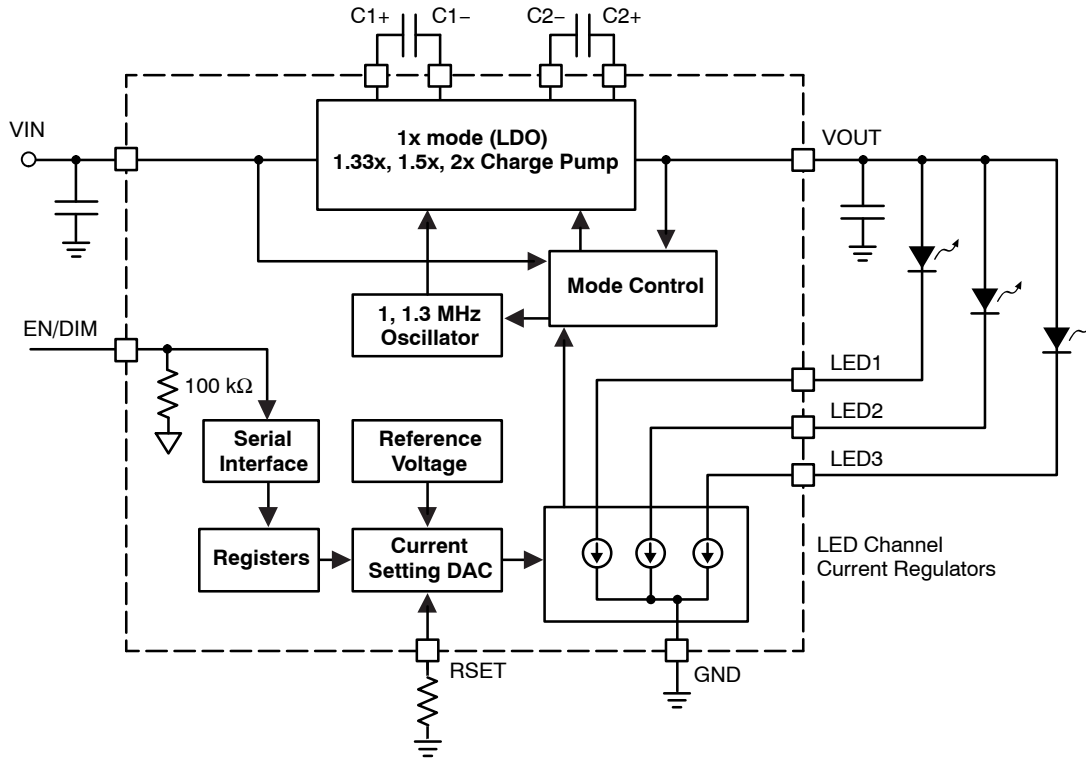 C1+
C1−
C2−
C2+
VIN
1x mode (LDO)
1.33x, 1.5x, 2x Charge Pump
VOUT
Mode Control
1, 1.3 MHz
Oscillator
EN/DIM
100 kΩ
LED1
LED2
LED3
Serial
Interface
Reference
Voltage
Registers
Current
Setting DAC
LED Channel
Current Regulators
RSET
GND